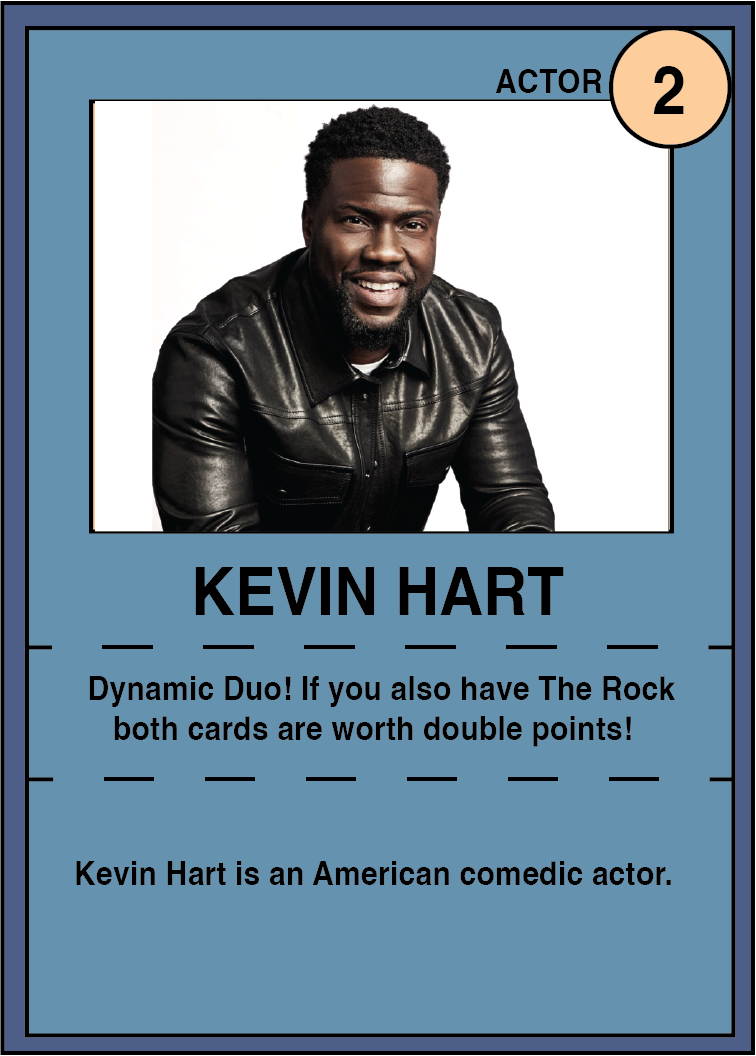 ACTOR
2
KEVIN HART
Dynamic Duo! If you also have The Rock
both cards are worth double points!
Kevin Hart is an American comedic actor.